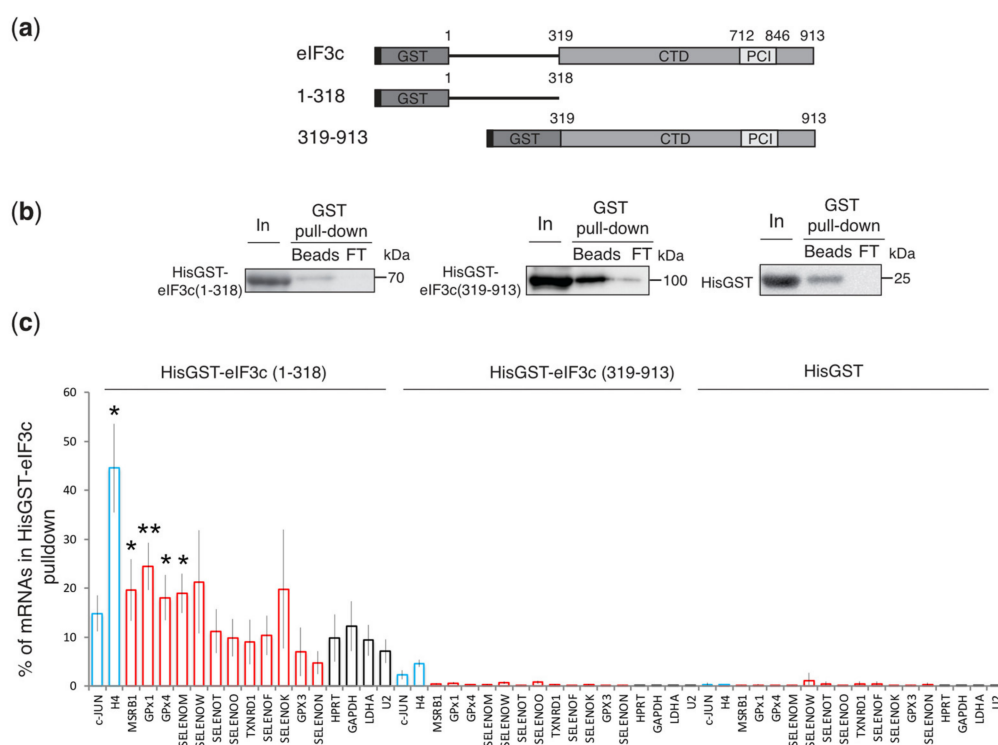 (a)
1 319 712 846 913
eIF3c GST CTD PCI
1 318
1-318 GST
319 913
319-913 GST CTD PCI
(b)
In GST pull-down
Beads FT kDa
HisGST-eIF3c(1-318) 70
In GST pull-down
Beads FT kDa
HisGST-eIF3c(319-913) 100
In GST pull-down
Beads FT kDa
HisGST 25
(c)
HisGST-eIF3c (1-318) HisGST-eIF3c (319-913) HisGST
% of mRNAs in HisGST-eIF3c pulldown
60
50
40
30
20
10
0
* * ** * *
c-JUN H4 MSRB1 GPx1 GPx4 SELENOM SELENOW SELENOT SELENOO TXNRD1 SELENOF SELENOK GPX3 SELENON HPRT GAPDH LDHA U2
c-JUN H4 MSRB1 GPx1 GPx4 SELENOM SELENOW SELENOT SELENOO TXNRD1 SELENOF SELENOK GPX3 SELENON HPRT GAPDH LDHA U2
c-JUN H4 MSRB1 GPx1 GPx4 SELENOM SELENOW SELENOT SELENOO TXNRD1 SELENOF SELENOK GPX3 SELENON HPRT GAPDH LDHA U2